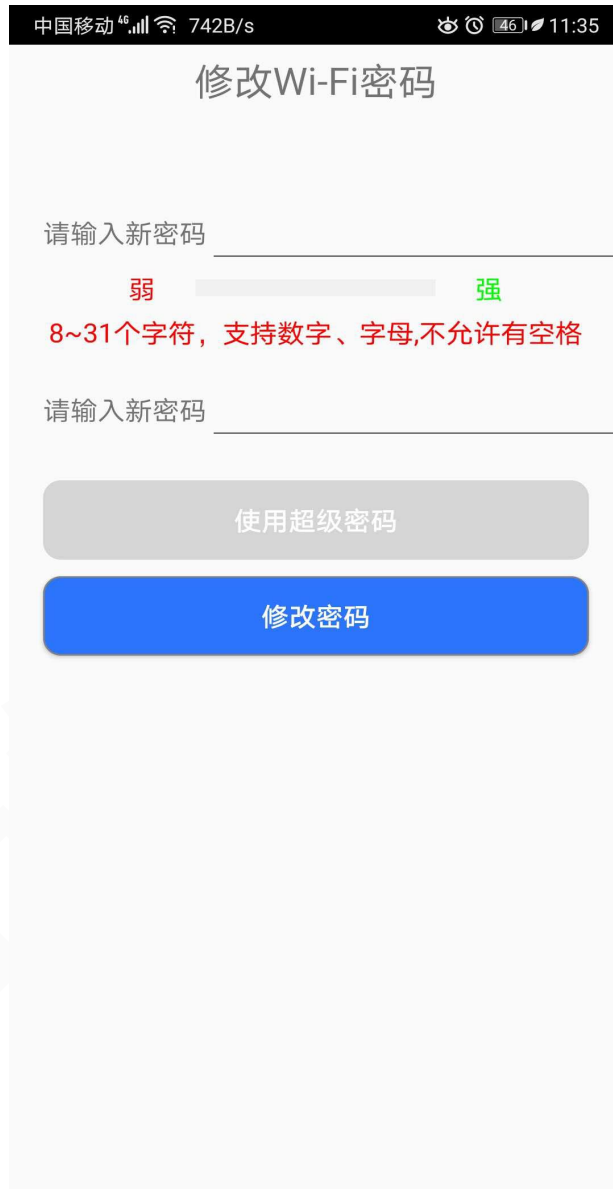 中国移动 4G 742B/s 46 11:35
修改Wi-Fi密码
请输入新密码
弱 强
8~31个字符，支持数字、字母,不允许有空格
请输入新密码
使用超级密码
修改密码